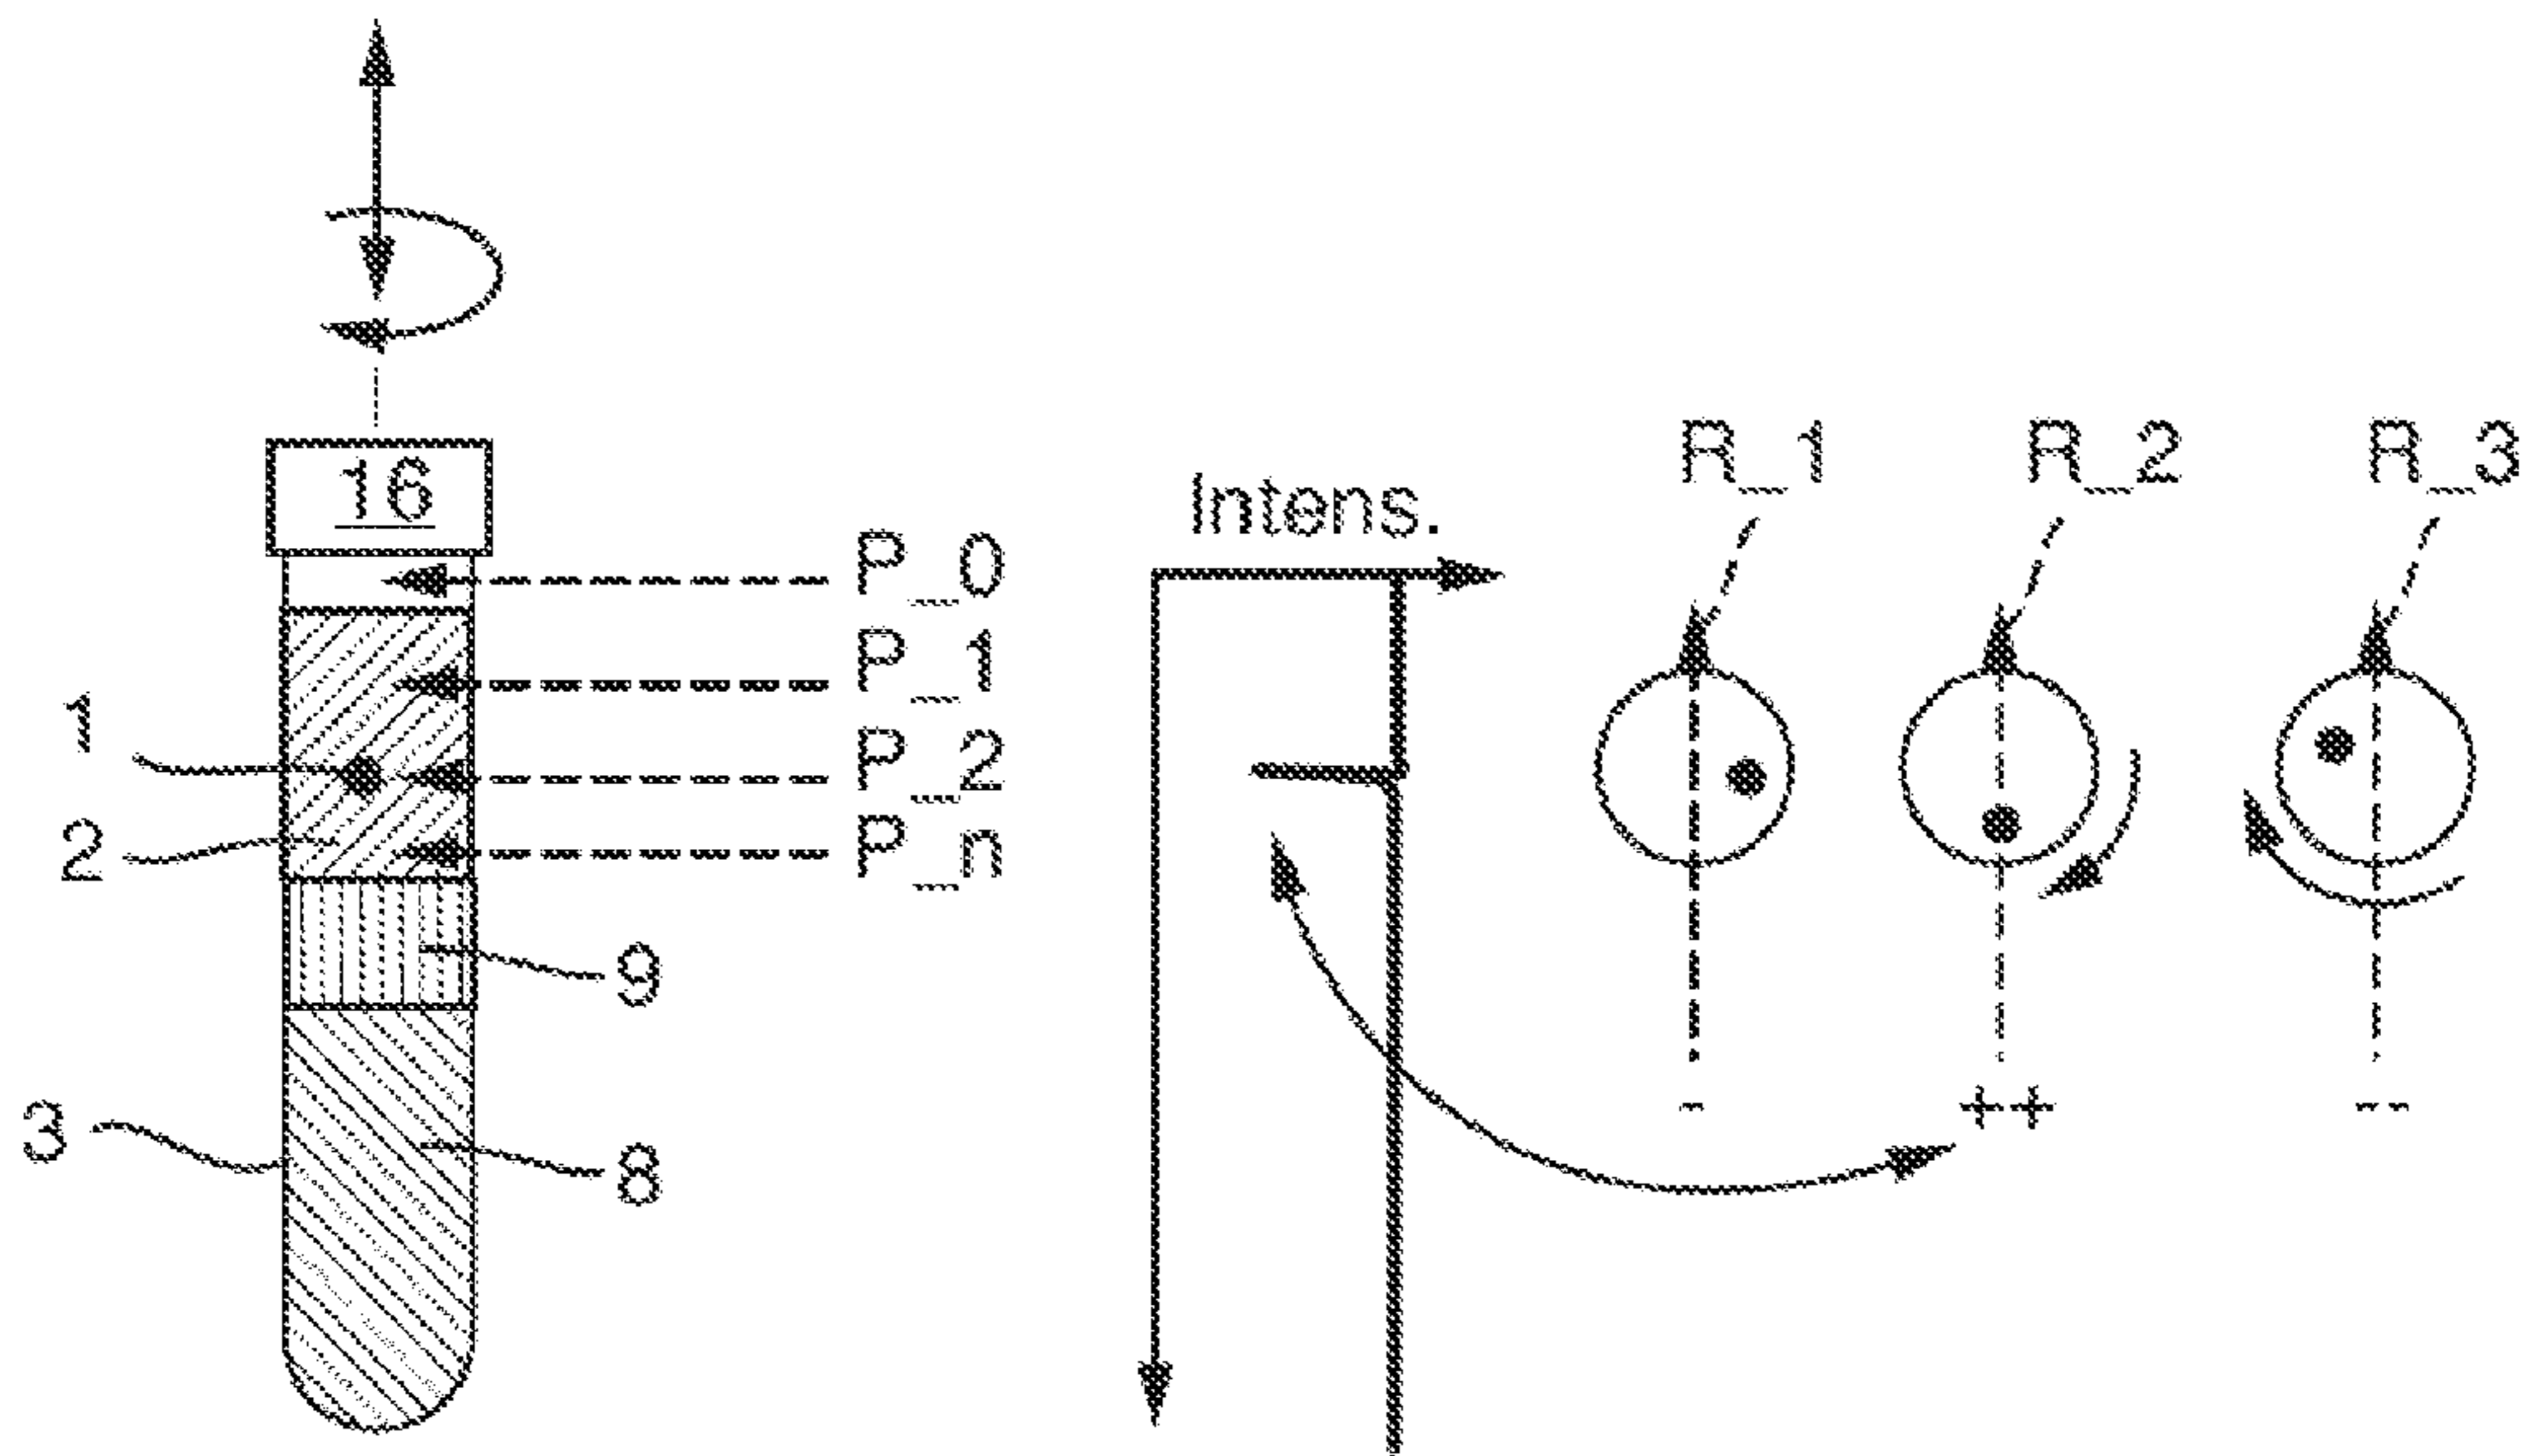 16
P_0
P_1
P_2
P_n
1
2
9
3
8
Intens.
R_1
R_2
R_3
-
++
--